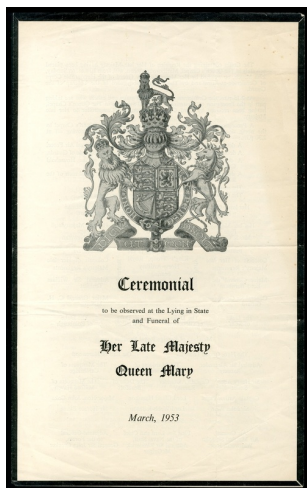 Ceremonial
to be observed at the Lying in State
and Funeral of
Her Late Majesty
Queen Mary
March, 1953